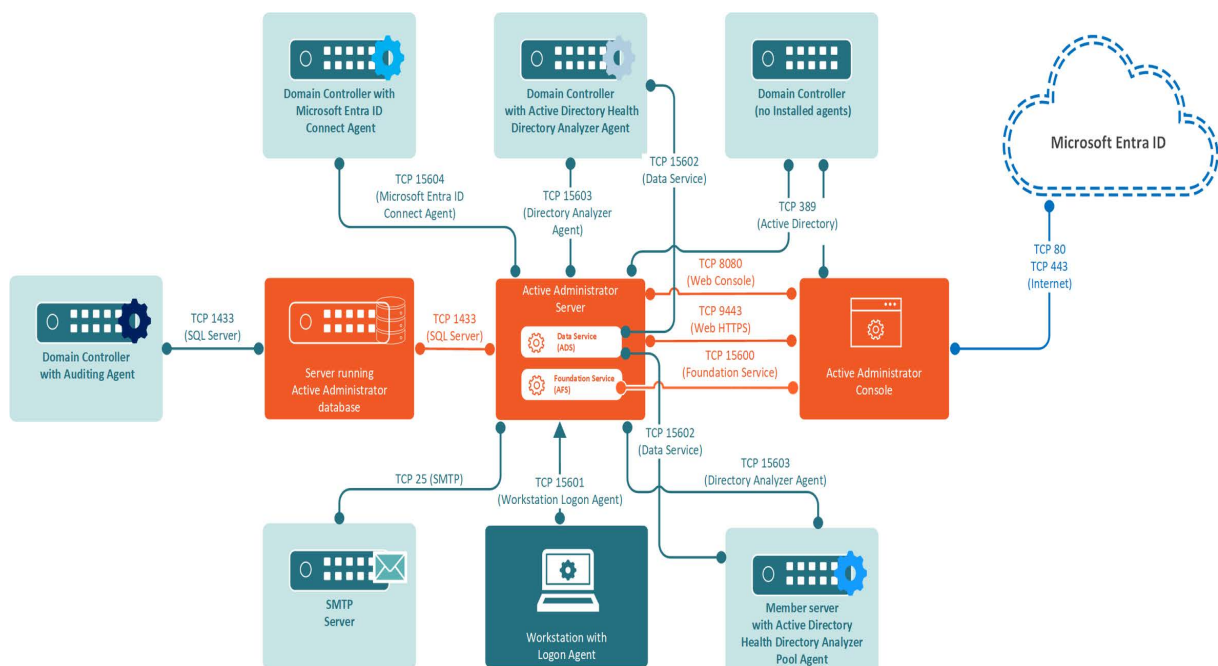 Domain Controller with
Microsoft Entra ID
Connect Agent
Domain Controller
with Active Directory Health
Directory Analyzer Agent
Domain Controller
(no Installed agents)
Microsoft Entra ID
TCP 15604
(Microsoft Entra ID
Connect Agent)
TCP 15603
(Directory Analyzer
Agent)
TCP 15602
(Data Service)
TCP 389
(Active Directory)
TCP 80
TCP 443
(Internet)
Domain Controller
with Auditing Agent
TCP 1433
(SQL Server)
Server running
Active Administrator
database
TCP 1433
(SQL Server)
Active Administrator
Server
Data Service
(ADS)
Foundation Service
(AFS)
TCP 8080
(Web Console)
TCP 9443
(Web HTTPS)
TCP 15600
(Foundation Service)
Active Administrator
Console
TCP 25 (SMTP)
TCP 15601
(Workstation Logon Agent)
TCP 15602
(Data Service)
TCP 15603
(Directory Analyzer Agent)
SMTP
Server
Workstation with
Logon Agent
Member server
with Active Directory
Health Directory Analyzer
Pool Agent